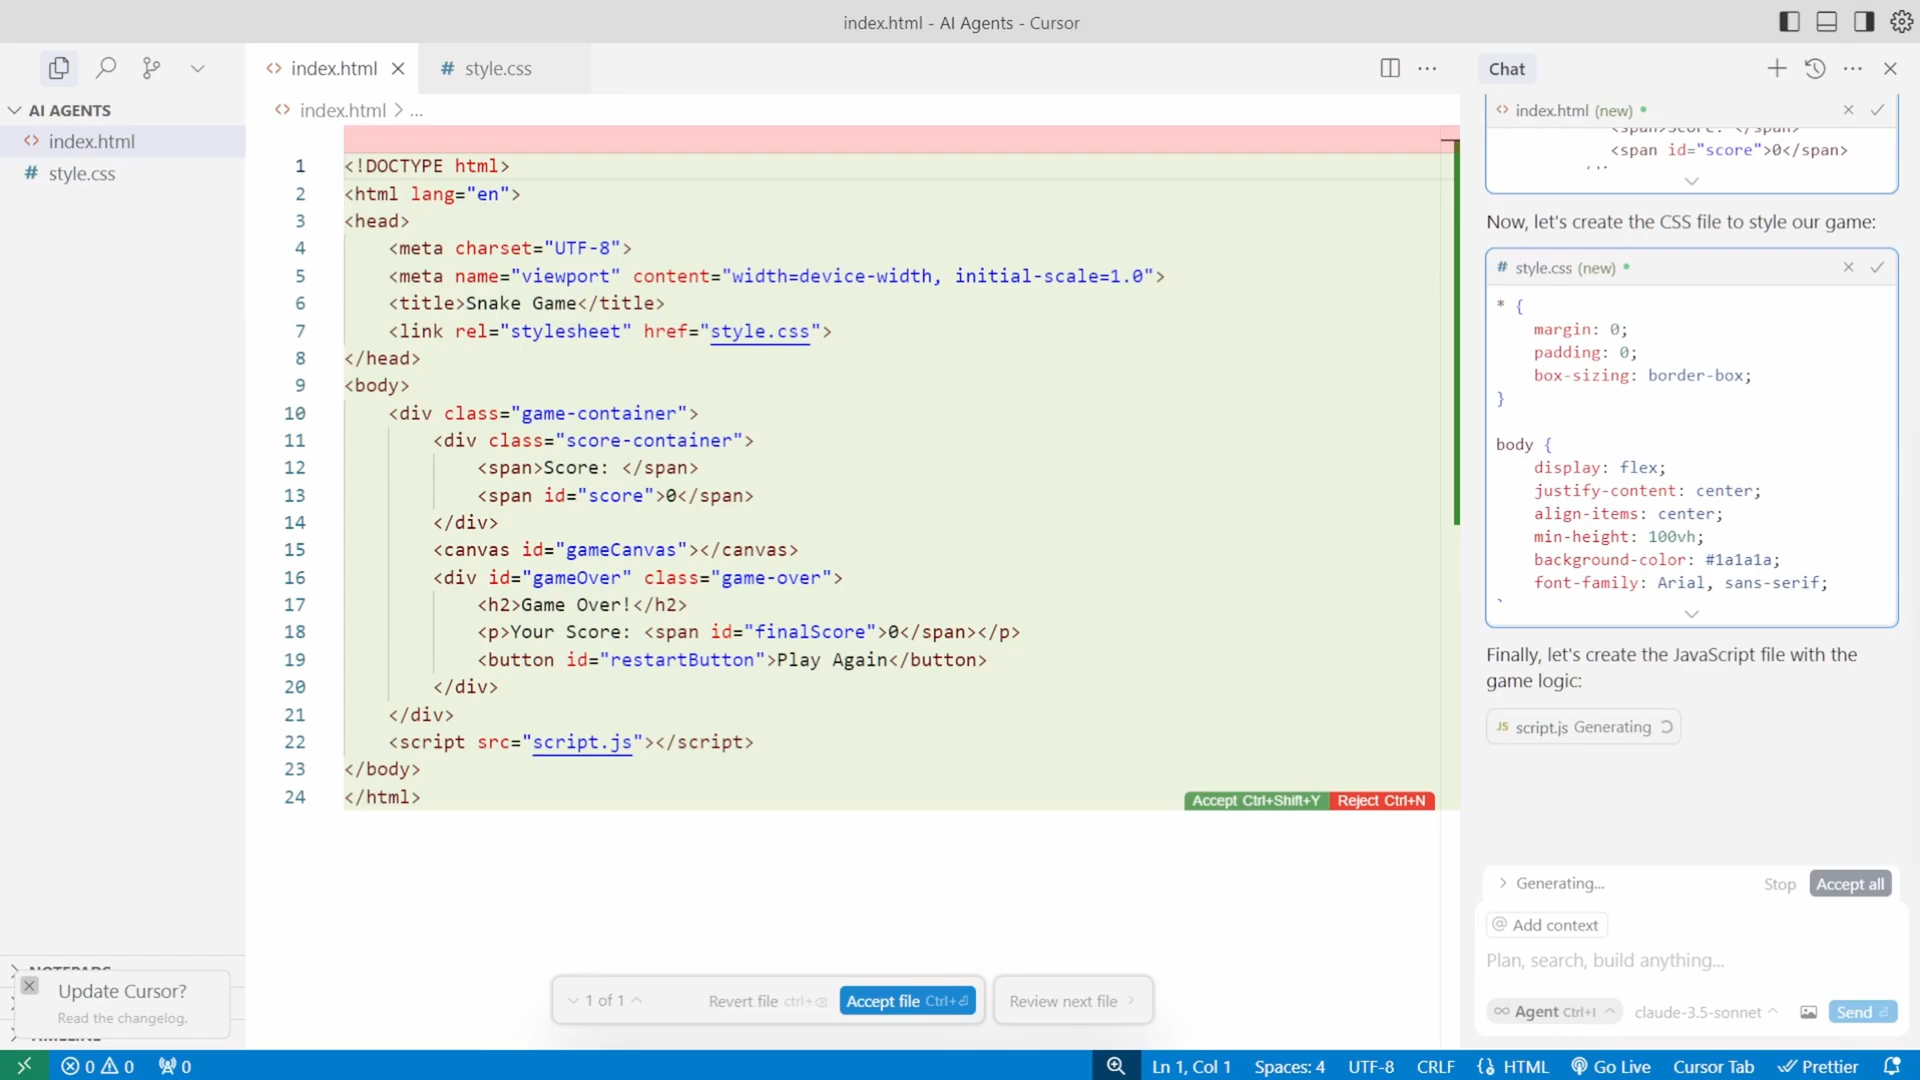 index.html - AI Agents - Cursor
AI AGENTS
index.html
style.css
NOTEPADS
Update Cursor?
Read the changelog.
TIMELINE
index.html
style.css
index.html > ...
1 <!DOCTYPE html>
2 <html lang="en">
3 <head>
4 <meta charset="UTF-8">
5 <meta name="viewport" content="width=device-width, initial-scale=1.0">
6 <title>Snake Game</title>
7 <link rel="stylesheet" href="style.css">
8 </head>
9 <body>
10 <div class="game-container">
11 <div class="score-container">
12 <span>Score: </span>
13 <span id="score">0</span>
14 </div>
15 <canvas id="gameCanvas"></canvas>
16 <div id="gameOver" class="game-over">
17 <h2>Game Over!</h2>
18 <p>Your Score: <span id="finalScore">0</span></p>
19 <button id="restartButton">Play Again</button>
20 </div>
21 </div>
22 <script src="script.js"></script>
23 </body>
24 </html>
Accept Ctrl+Shift+Y Reject Ctrl+N
1 of 1 Revert file ctrl+⌫ Accept file Ctrl+⏎ Review next file >
Chat
index.html (new)
<span>Score: </span>
<span id="score">0</span>
...
Now, let's create the CSS file to style our game:
# style.css (new)
* {
margin: 0;
padding: 0;
box-sizing: border-box;
}
body {
display: flex;
justify-content: center;
align-items: center;
min-height: 100vh;
background-color: #1a1a1a;
font-family: Arial, sans-serif;
Finally, let's create the JavaScript file with the
game logic:
JS script.js Generating
Generating... Stop Accept all
@ Add context
Plan, search, build anything...
∞ Agent Ctrl+I claude-3.5-sonnet Send ⏎
0 0 0 Ln 1, Col 1 Spaces: 4 UTF-8 CRLF HTML Go Live Cursor Tab Prettier